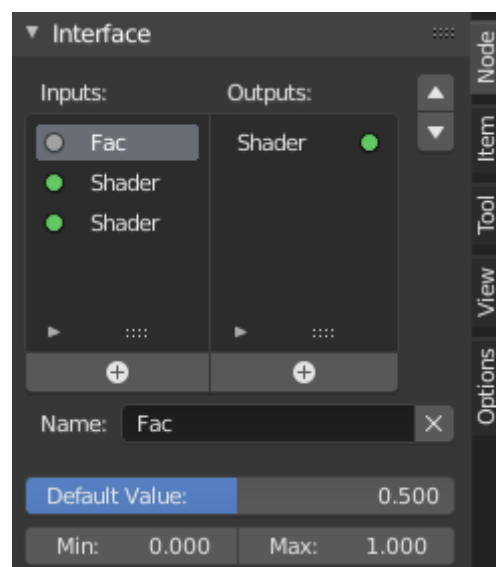 Interface
Inputs: Outputs:
Fac Shader
Shader
Shader
Name: Fac
Default Value: 0.500
Min: 0.000 Max: 1.000
Node
Item
Tool
View
Options